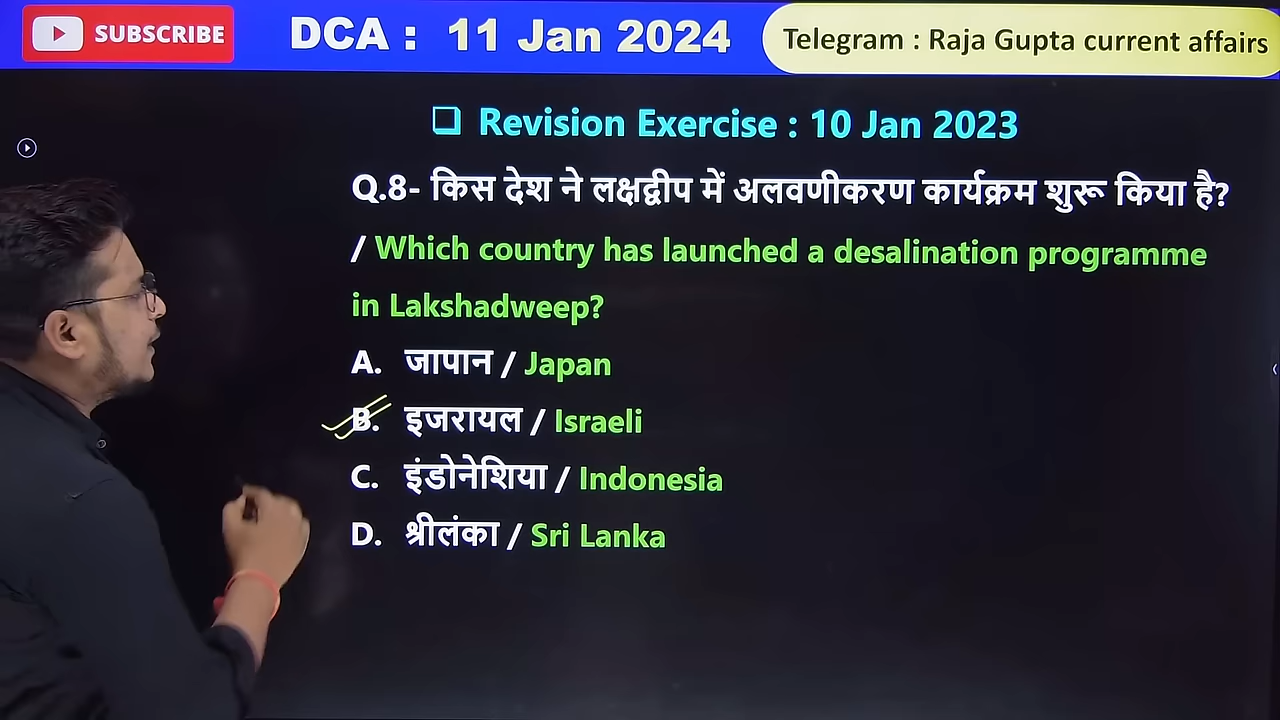 SUBSCRIBE
DCA : 11 Jan 2024
Telegram : Raja Gupta current affairs
❑ Revision Exercise : 10 Jan 2023
Q.8- किस देश ने लक्षद्वीप में अलवणीकरण कार्यक्रम शुरू किया है?
/ Which country has launched a desalination programme
in Lakshadweep?
A. जापान / Japan
B. इजरायल / Israeli
C. इंडोनेशिया / Indonesia
D. श्रीलंका / Sri Lanka